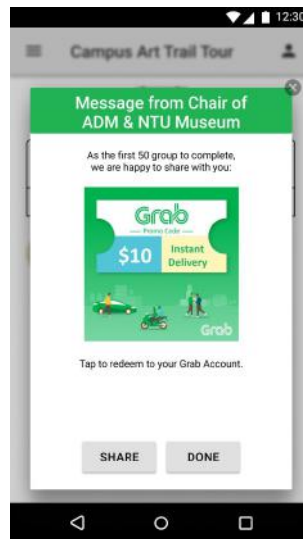 12:30
Campus Art Trail Tour
Message from Chair of
ADM & NTU Museum
As the first 50 group to complete,
we are happy to share with you:
Grab
Promo Code
$10
Instant
Delivery
Grab
Tap to redeem to your Grab Account.
SHARE
DONE